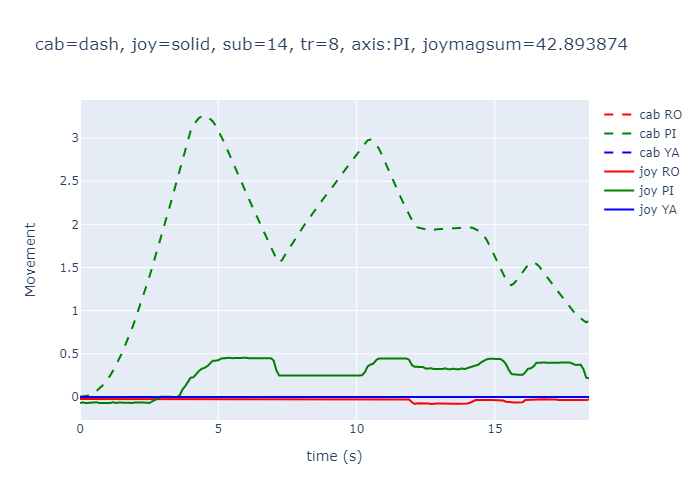 cab=dash, joy=solid, sub=14, tr=8, axis:PI, joymagsum=42.893874
cab RO
cab PI
cab YA
joy RO
joy PI
joy YA
3
2.5
2
1.5
1
0.5
0
Movement
0
5
10
15
time (s)